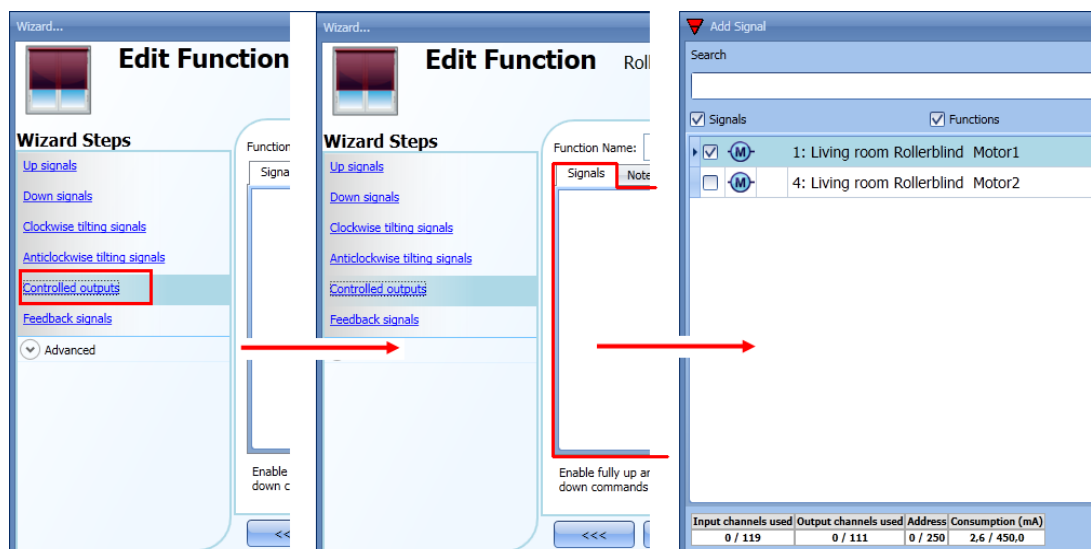 Wizard...
Edit Function
Wizard Steps
Up signals
Down signals
Clockwise tilting signals
Anticlockwise tilting signals
Controlled outputs
Feedback signals
Advanced
Function
Signa
Enable
down c
<<
Wizard...
Edit Function Roll
Wizard Steps
Up signals
Down signals
Clockwise tilting signals
Anticlockwise tilting signals
Controlled outputs
Feedback signals
Function Name:
Signals Note
Enable fully up ar
down commands
<<<
Add Signal
Search
Signals Functions
1: Living room Rollerblind Motor1
4: Living room Rollerblind Motor2
Input channels used Output channels used Address Consumption (mA)
0 / 119 0 / 111 0 / 250 2,6 / 450,0